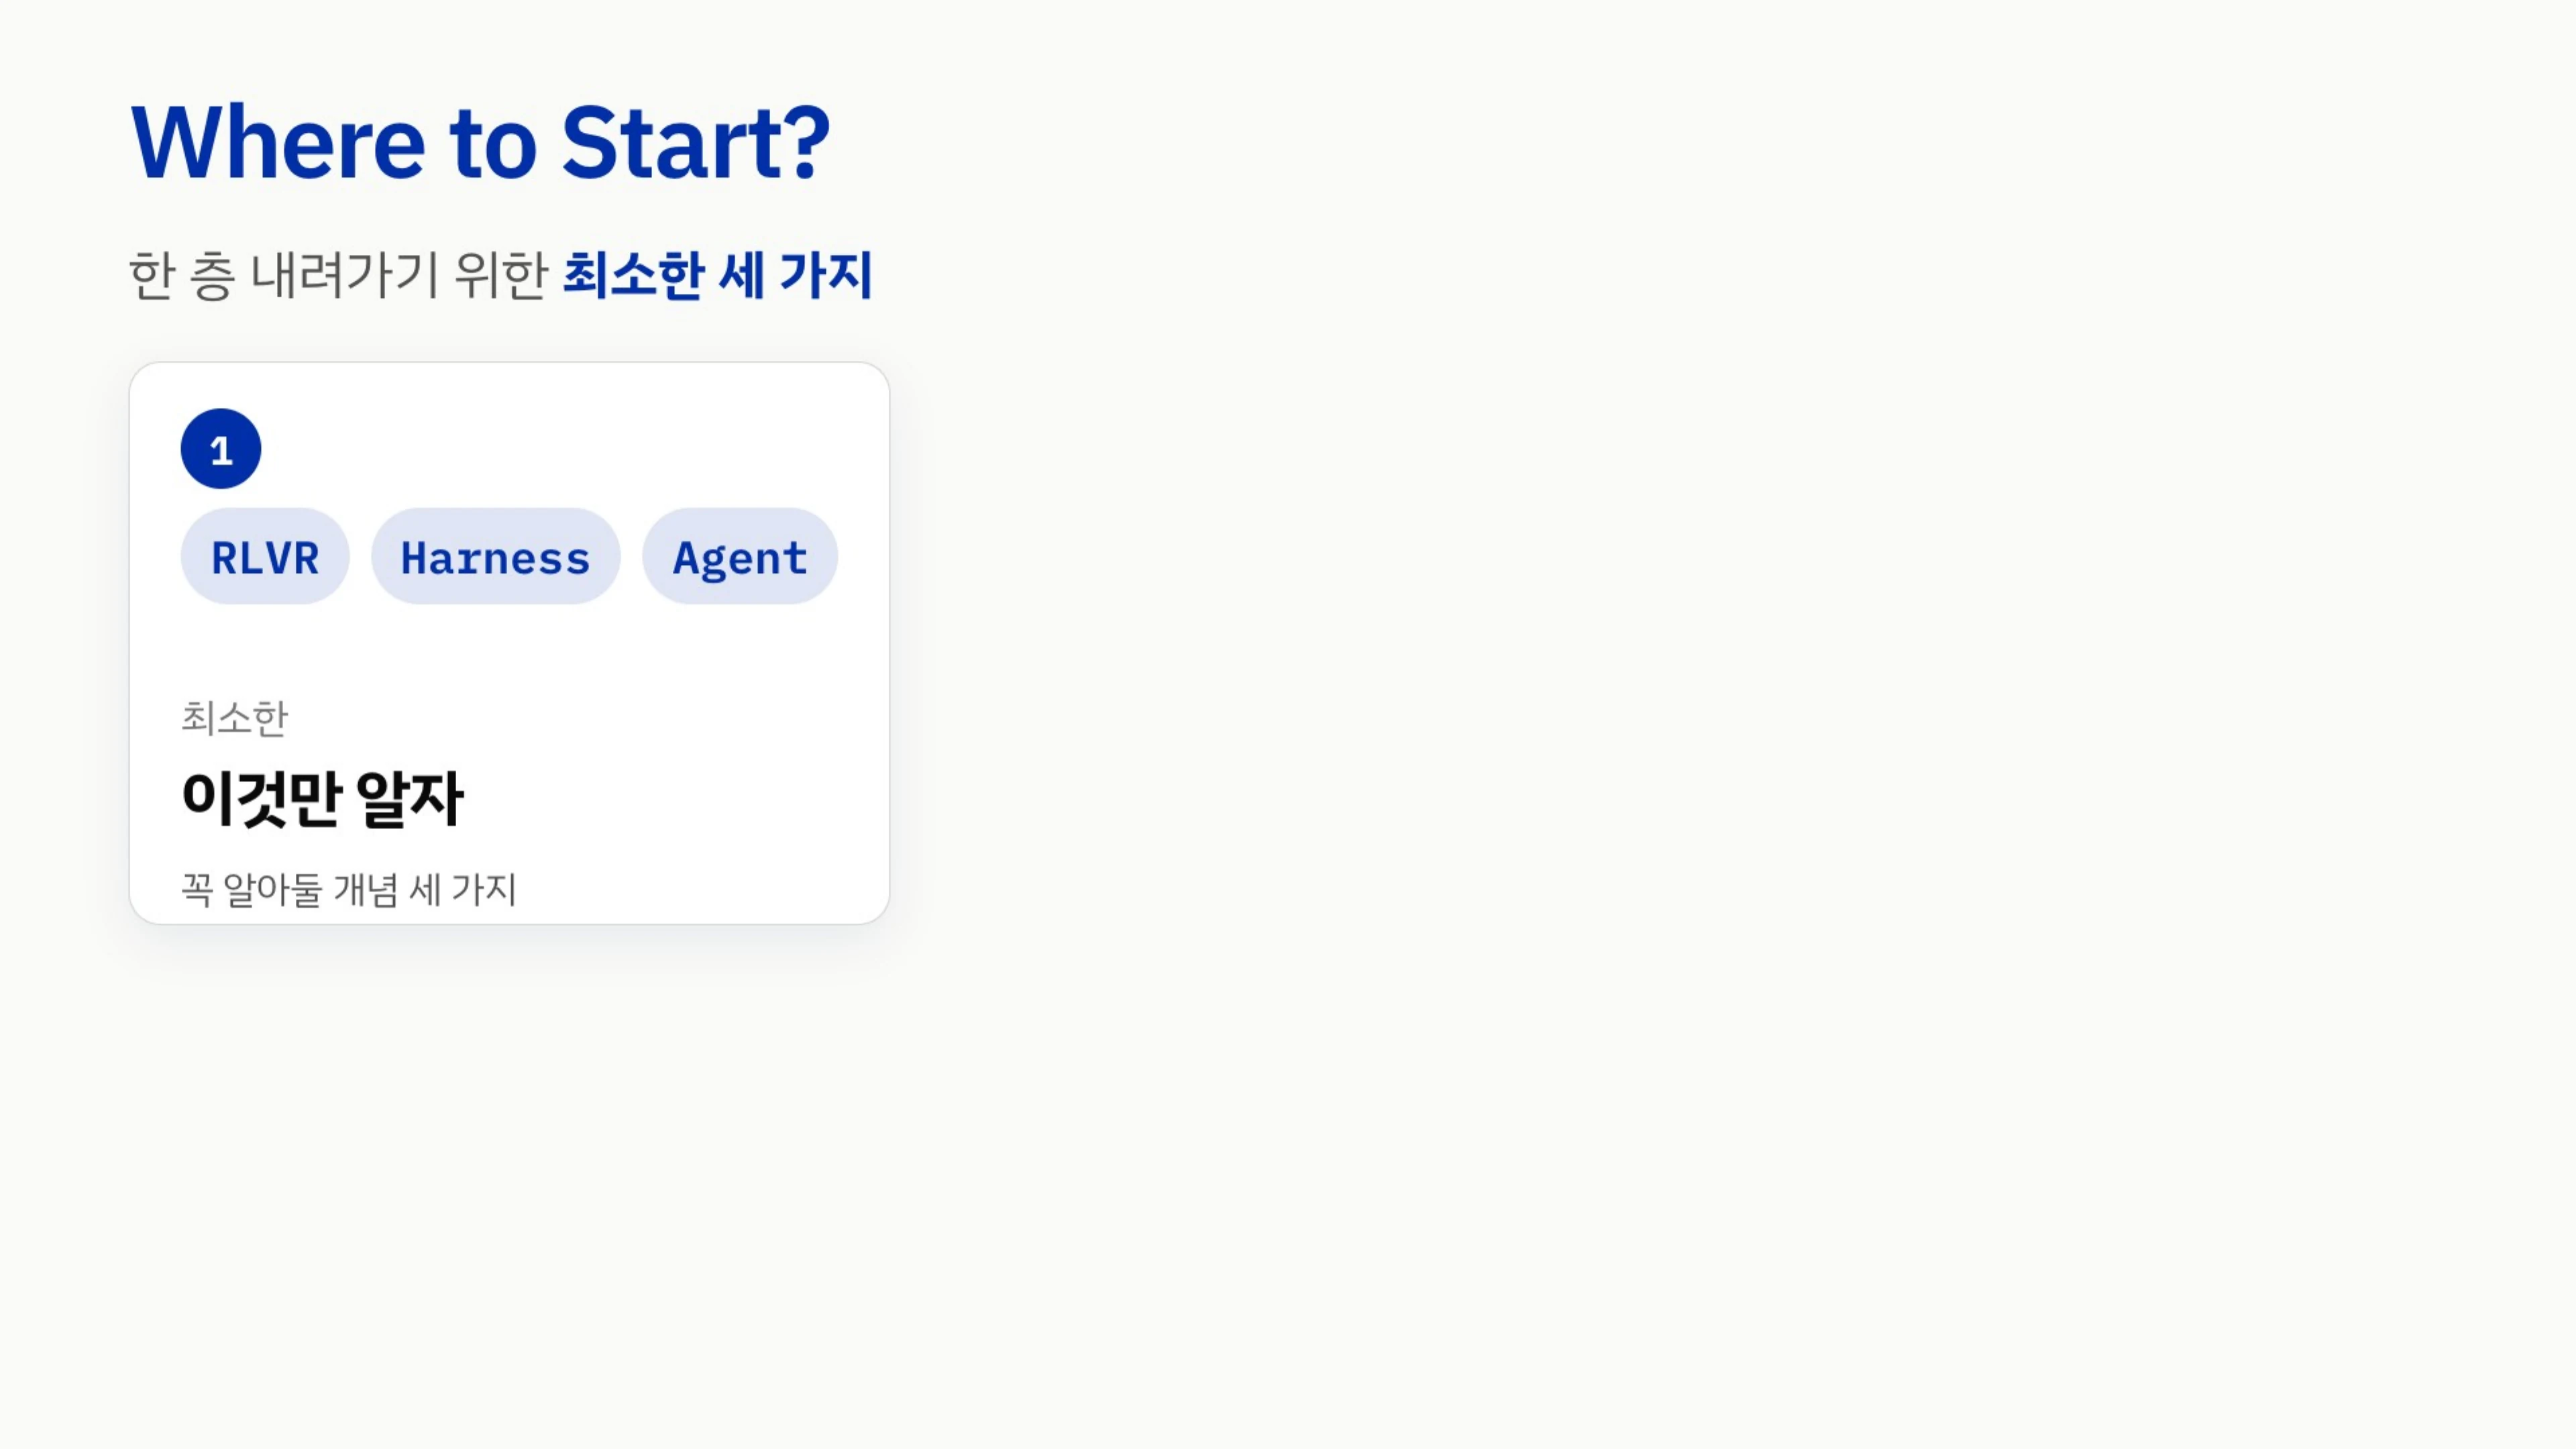 Where to Start?
한 층 내려가기 위한 최소한 세 가지
1
RLVR Harness Agent
최소한
이것만 알자
꼭 알아둘 개념 세 가지